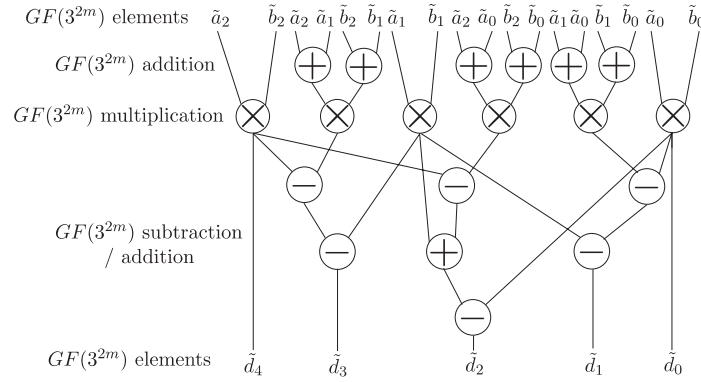 GF(3^{2m}) elements ã₂ b̃₂ ã₂ ã₁ b̃₂ b̃₁ ã₁ b̃₁ ã₂ ã₀ b̃₂ b̃₀ ã₁ ã₀ b̃₁ b̃₀ ã₀ b̃₀
GF(3^{2m}) addition + + + + + +
GF(3^{2m}) multiplication × × × × × ×
− − −
GF(3^{2m}) subtraction
/ addition − + −
−
GF(3^{2m}) elements d̃₄ d̃₃ d̃₂ d̃₁ d̃₀